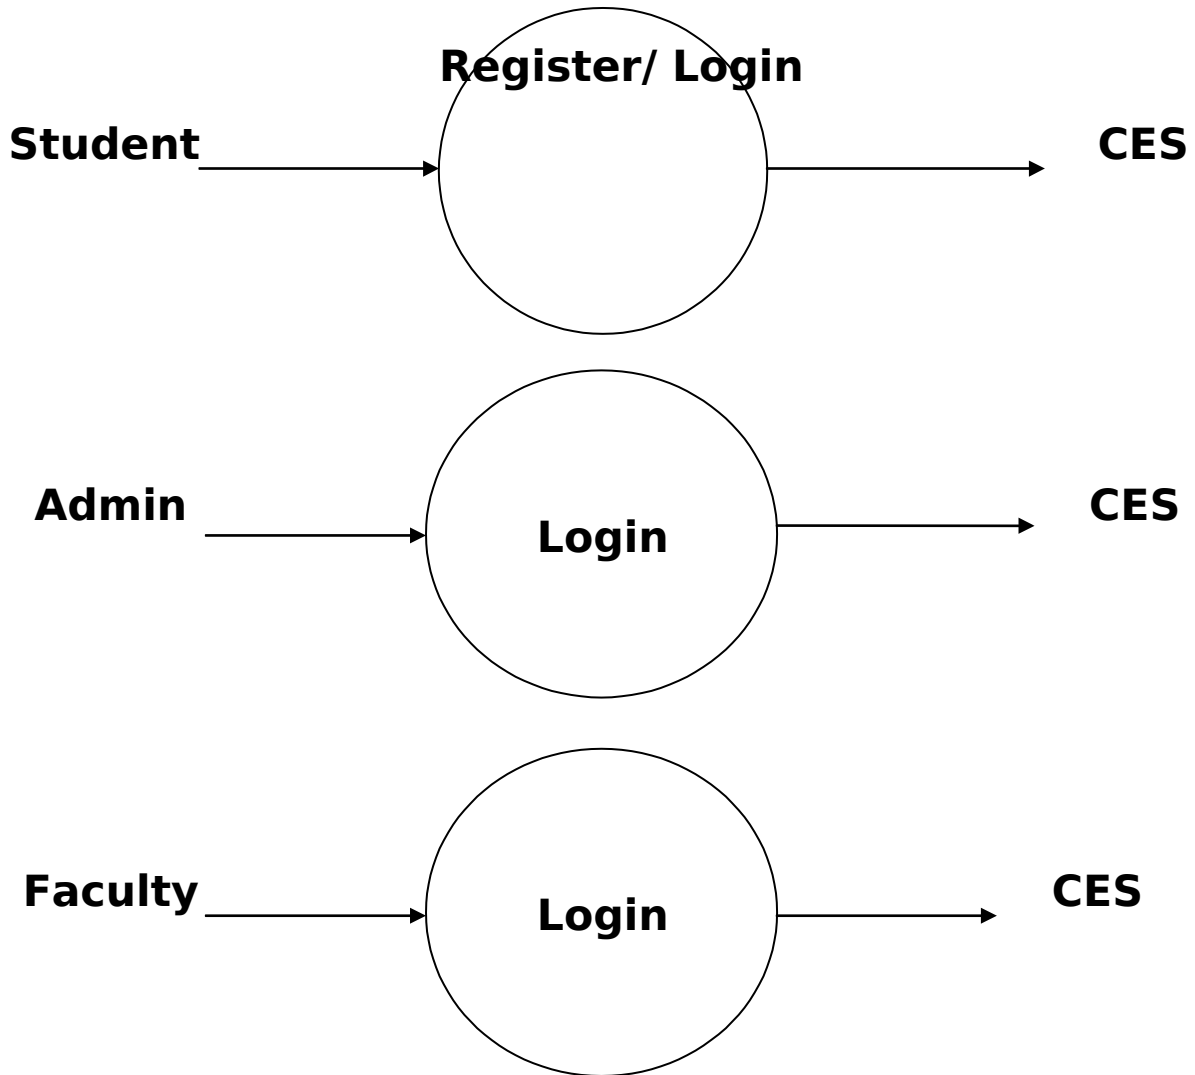 Register/ Login
Student
CES
Admin
Login
CES
Faculty
Login
CES